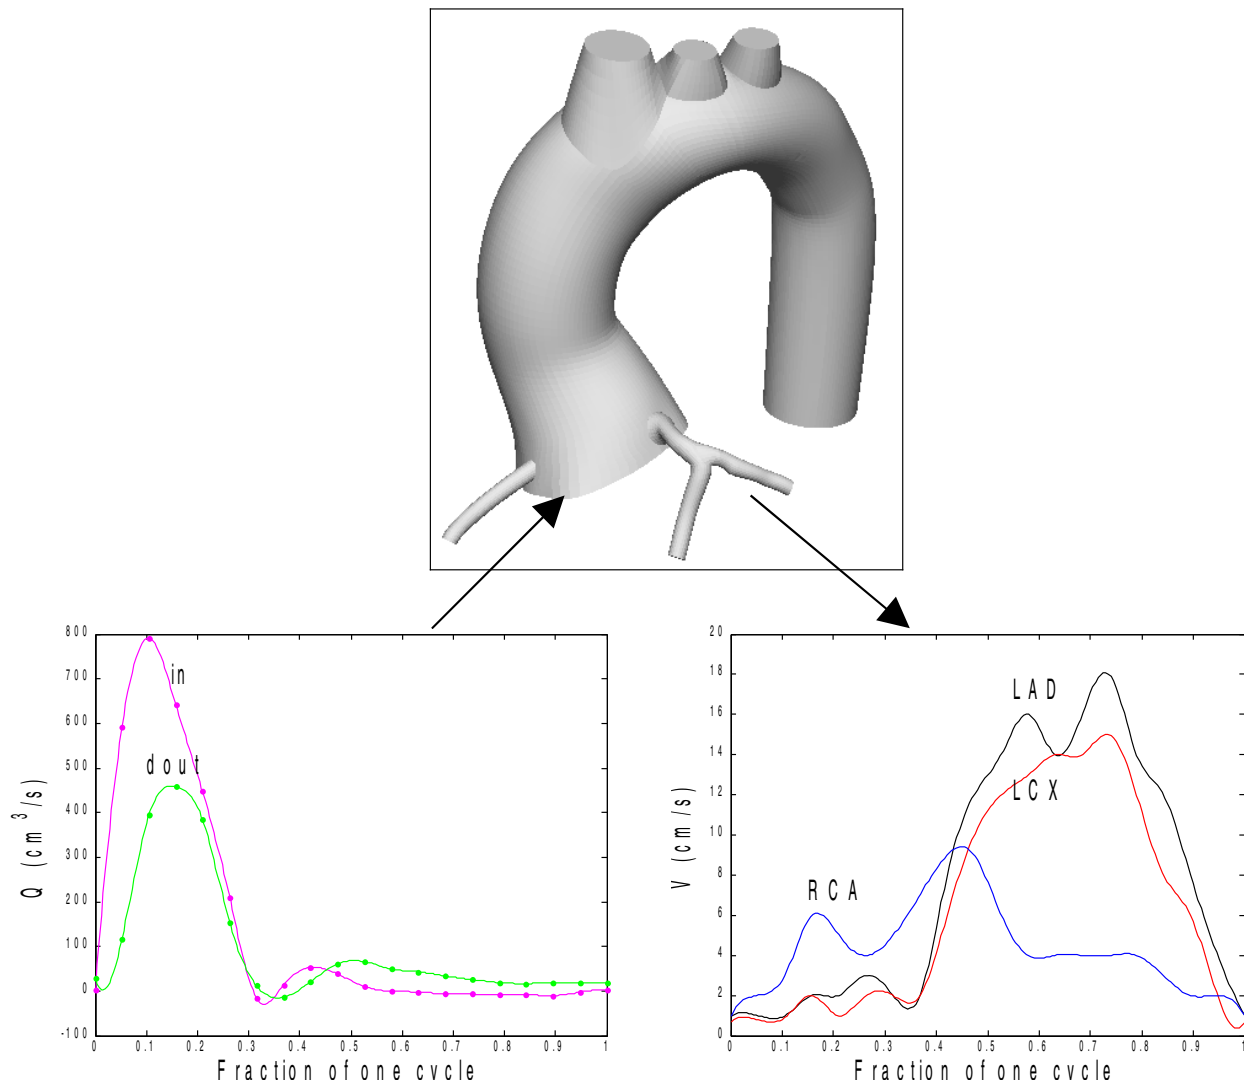 800
700
600
500
400
300
200
100
0
-100
Q (cm³/s)
in
dout
0 0.1 0.2 0.3 0.4 0.5 0.6 0.7 0.8 0.9 1
Fraction of one cycle
20
18
16
14
12
10
8
6
4
2
0
V (cm/s)
LAD
LCX
RCA
0 0.1 0.2 0.3 0.4 0.5 0.6 0.7 0.8 0.9 1
Fraction of one cycle